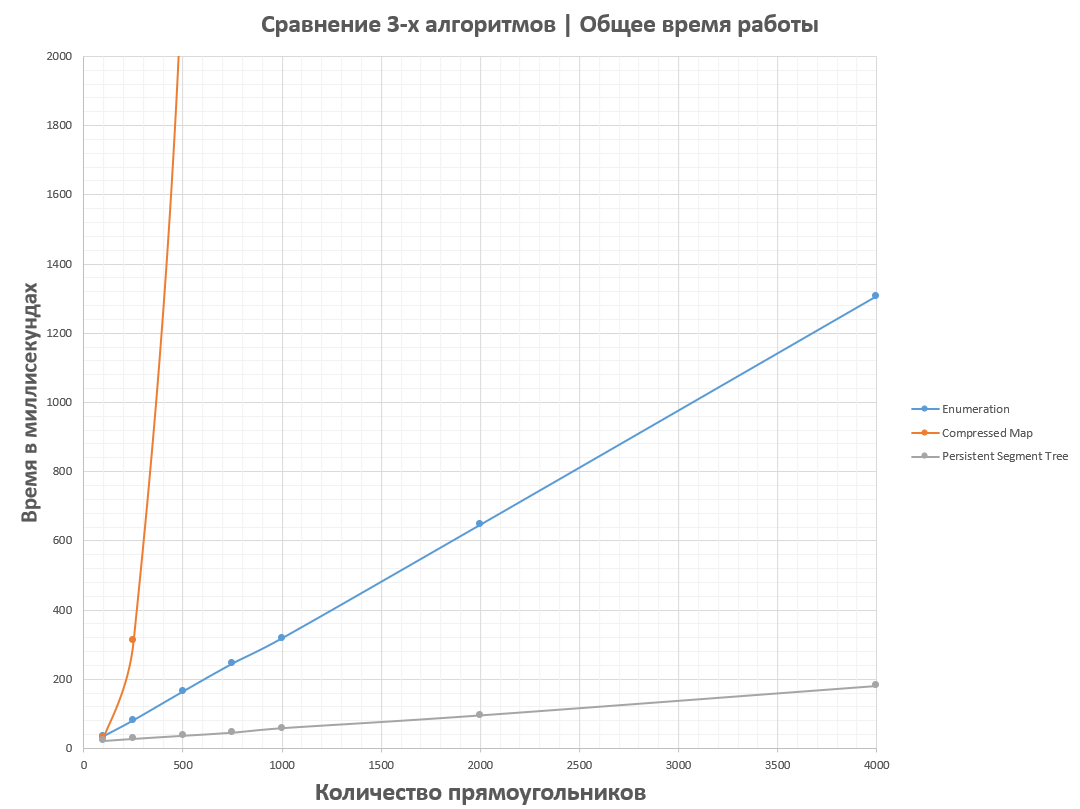 Сравнение 3-х алгоритмов | Общее время работы
Время в миллисекундах
2000
1800
1600
1400
1200
1000
800
600
400
200
0
0 500 1000 1500 2000 2500 3000 3500 4000
Количество прямоугольников
Enumeration
Compressed Map
Persistent Segment Tree